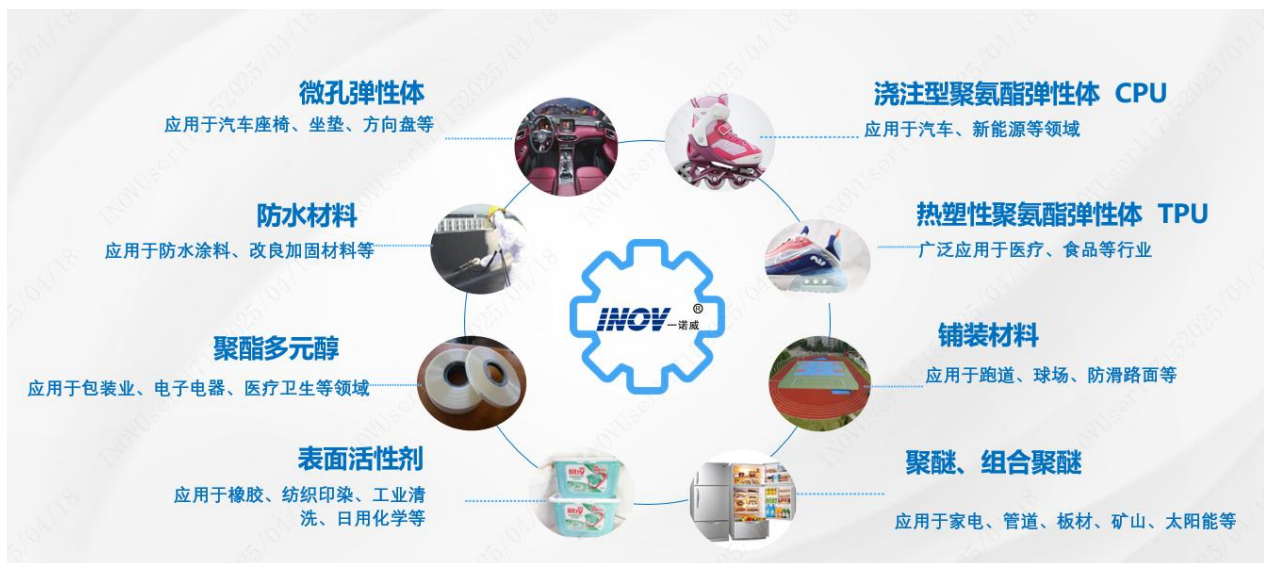 微孔弹性体
应用于汽车座椅、坐垫、方向盘等
浇注型聚氨酯弹性体 CPU
应用于汽车、新能源等领域
防水材料
应用于防水涂料、改良加固材料等
热塑性聚氨酯弹性体 TPU
广泛应用于医疗、食品等行业
INOV一诺威®
聚酯多元醇
应用于包装业、电子电器、医疗卫生等领域
铺装材料
应用于跑道、球场、防滑路面等
表面活性剂
应用于橡胶、纺织印染、工业清
洗、日用化学等
聚醚、组合聚醚
应用于家电、管道、板材、矿山、太阳能等